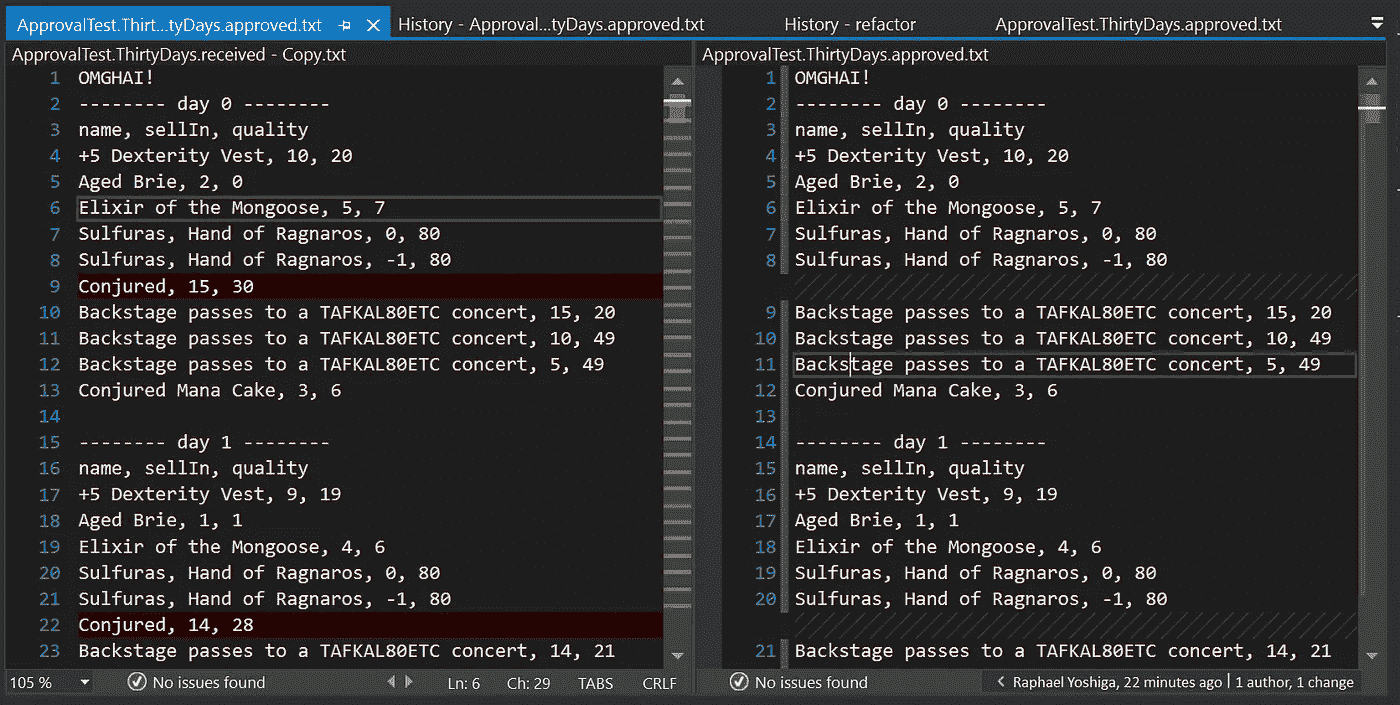 ApprovalTest.Thirt...tyDays.approved.txt History - Approval...tyDays.approved.txt History - refactor ApprovalTest.ThirtyDays.approved.txt
ApprovalTest.ThirtyDays.received - Copy.txt
1 OMGHAI!
2 -------- day 0 --------
3 name, sellIn, quality
4 +5 Dexterity Vest, 10, 20
5 Aged Brie, 2, 0
6 Elixir of the Mongoose, 5, 7
7 Sulfuras, Hand of Ragnaros, 0, 80
8 Sulfuras, Hand of Ragnaros, -1, 80
9 Conjured, 15, 30
10 Backstage passes to a TAFKAL80ETC concert, 15, 20
11 Backstage passes to a TAFKAL80ETC concert, 10, 49
12 Backstage passes to a TAFKAL80ETC concert, 5, 49
13 Conjured Mana Cake, 3, 6
14
15 -------- day 1 --------
16 name, sellIn, quality
17 +5 Dexterity Vest, 9, 19
18 Aged Brie, 1, 1
19 Elixir of the Mongoose, 4, 6
20 Sulfuras, Hand of Ragnaros, 0, 80
21 Sulfuras, Hand of Ragnaros, -1, 80
22 Conjured, 14, 28
23 Backstage passes to a TAFKAL80ETC concert, 14, 21
105 % No issues found Ln: 6 Ch: 29 TABS CRLF
ApprovalTest.ThirtyDays.approved.txt
1 OMGHAI!
2 -------- day 0 --------
3 name, sellIn, quality
4 +5 Dexterity Vest, 10, 20
5 Aged Brie, 2, 0
6 Elixir of the Mongoose, 5, 7
7 Sulfuras, Hand of Ragnaros, 0, 80
8 Sulfuras, Hand of Ragnaros, -1, 80
9 Backstage passes to a TAFKAL80ETC concert, 15, 20
10 Backstage passes to a TAFKAL80ETC concert, 10, 49
11 Backstage passes to a TAFKAL80ETC concert, 5, 49
12 Conjured Mana Cake, 3, 6
13
14 -------- day 1 --------
15 name, sellIn, quality
16 +5 Dexterity Vest, 9, 19
17 Aged Brie, 1, 1
18 Elixir of the Mongoose, 4, 6
19 Sulfuras, Hand of Ragnaros, 0, 80
20 Sulfuras, Hand of Ragnaros, -1, 80
21 Backstage passes to a TAFKAL80ETC concert, 14, 21
No issues found < Raphael Yoshiga, 22 minutes ago | 1 author, 1 change